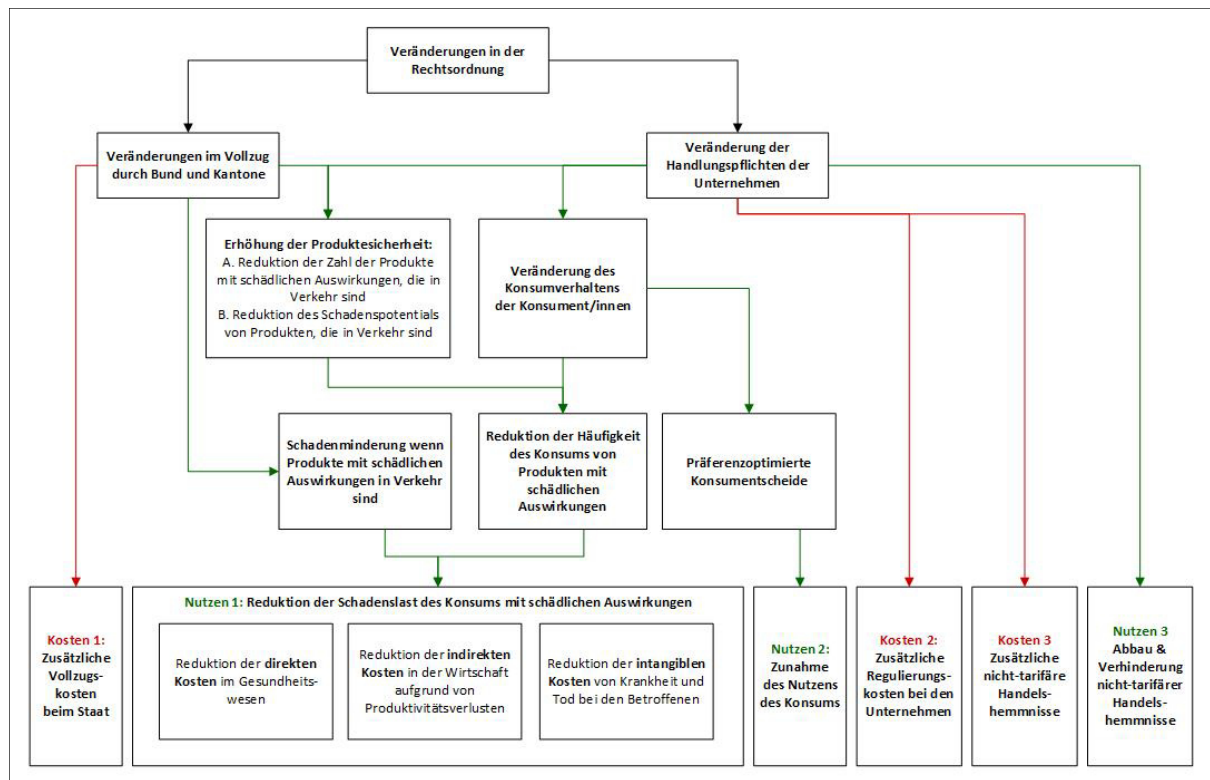 Veränderungen in der
Rechtsordnung
Veränderungen im Vollzug
durch Bund und Kantone
Veränderung der
Handlungspflichten der
Unternehmen
Erhöhung der Produktesicherheit:
A. Reduktion der Zahl der Produkte
mit schädlichen Auswirkungen, die in
Verkehr sind
B. Reduktion des Schadenspotentials
von Produkten, die in Verkehr sind
Veränderung des
Konsumverhaltens
der Konsument/innen
Schadenminderung wenn
Produkte mit schädlichen
Auswirkungen in Verkehr
sind
Reduktion der Häufigkeit
des Konsums von
Produkten mit
schädlichen
Auswirkungen
Präferenzoptimierte
Konsumentscheide
Kosten 1:
Zusätzliche
Vollzugs-
kosten
beim Staat
Nutzen 1: Reduktion der Schadenslast des Konsums mit schädlichen Auswirkungen
Reduktion der direkten
Kosten im Gesundheits-
wesen
Reduktion der indirekten
Kosten in der Wirtschaft
aufgrund von
Produktivitätsverlusten
Reduktion der intangiblen
Kosten von Krankheit und
Tod bei den Betroffenen
Nutzen 2:
Zunahme
des Nutzens
des Konsums
Kosten 2:
Zusätzliche
Regulierungs-
kosten bei den
Unternehmen
Kosten 3
Zusätzliche
nicht-tarifäre
Handels-
hemmnisse
Nutzen 3
Abbau &
Verhinderung
nicht-tarifärer
Handels-
hemmnisse